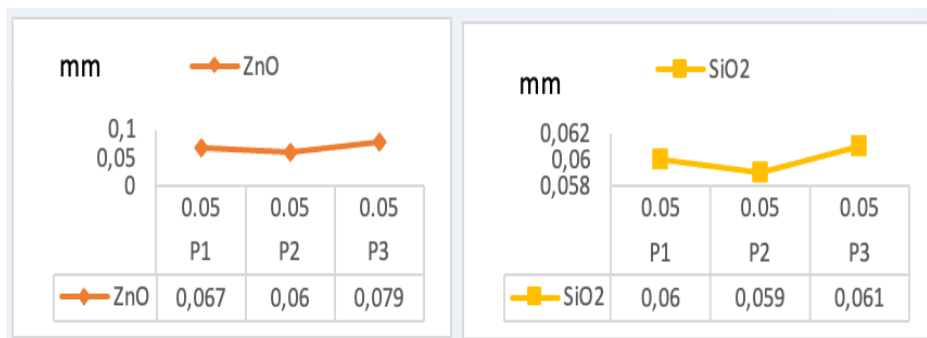 mm
ZnO
0,1
0,05
0
0.05 0.05 0.05
P1 P2 P3
ZnO 0,067 0,06 0,079
mm
SiO2
0,062
0,06
0,058
0.05 0.05 0.05
P1 P2 P3
SiO2 0,06 0,059 0,061